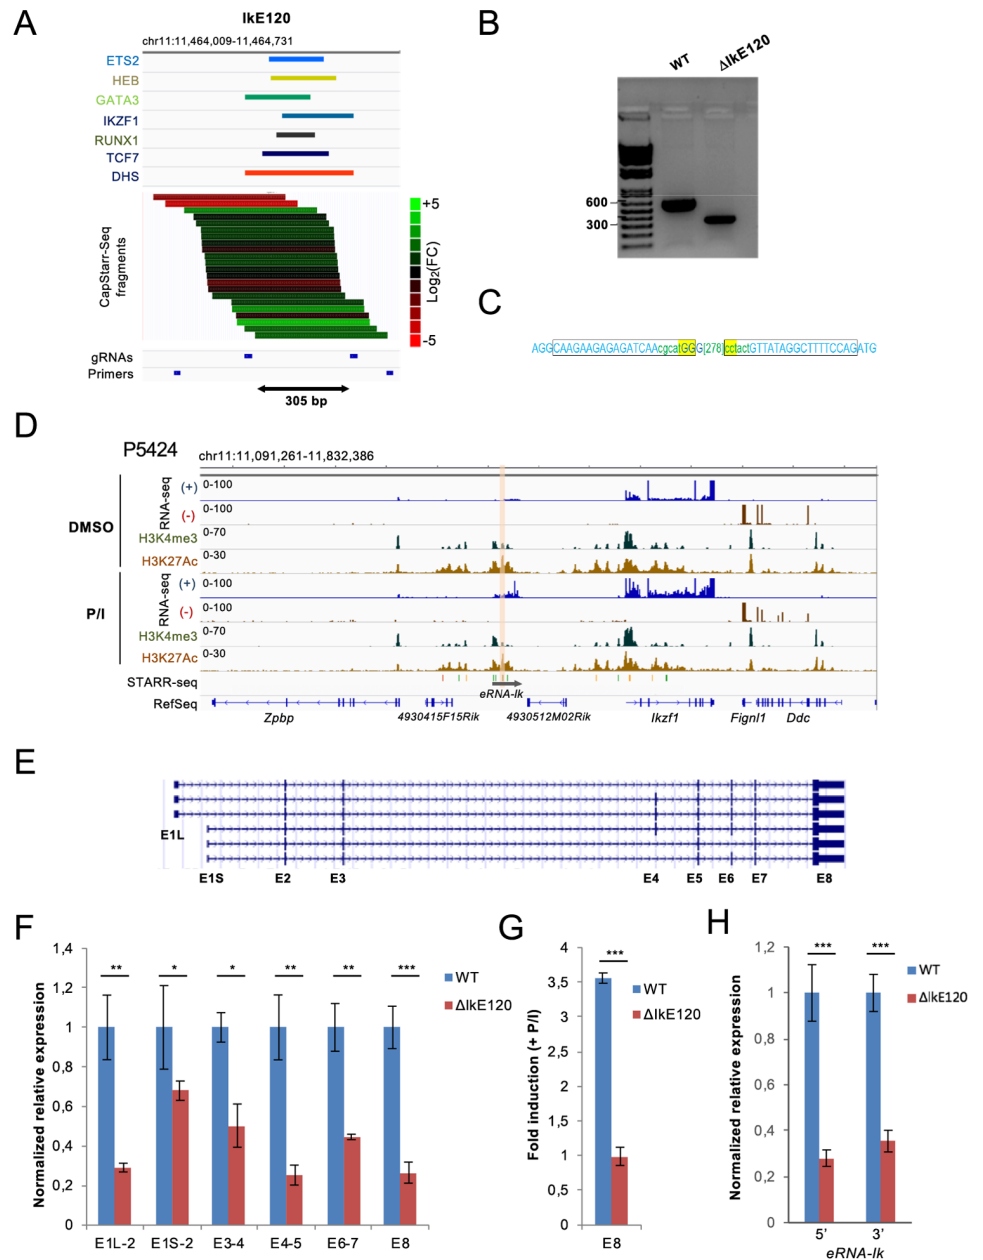 A
IkE120
chr11:11,464,009-11,464,731
ETS2
HEB
GATA3
IKZF1
RUNX1
TCF7
DHS
CapStarr-Seq
fragments
+5
Log2(FC)
-5
gRNAs
Primers
305 bp
B
WT
ΔIkE120
600
300
C
AGGCAAGAAGAGAGATCAAcgcatGGG[278]cctactGTTATAGGCTTTTCCAGATG
D
P5424
chr11:11,091,261-11,832,386
DMSO
RNA-seq
(+)
0-100
(-)
0-100
H3K4me3
0-70
H3K27Ac
0-30
P/I
RNA-seq
(+)
0-100
(-)
0-100
H3K4me3
0-70
H3K27Ac
0-30
STARR-seq
eRNA-Ik
RefSeq
Zpbp
4930415F15Rik
4930512M02Rik
Ikzf1
Fignl1
Ddc
E
E1L
E1S
E2
E3
E4
E5
E6
E7
E8
F
Normalized relative expression
1,4
1,2
1
0,8
0,6
0,4
0,2
0
**
*
*
**
**
***
WT
ΔIkE120
E1L-2
E1S-2
E3-4
E4-5
E6-7
E8
G
Fold induction (+ P/I)
4
3,5
3
2,5
2
1,5
1
0,5
0
***
WT
ΔIkE120
E8
H
Normalized relative expression
1,2
1
0,8
0,6
0,4
0,2
0
***
***
WT
ΔIkE120
5'
3'
eRNA-Ik